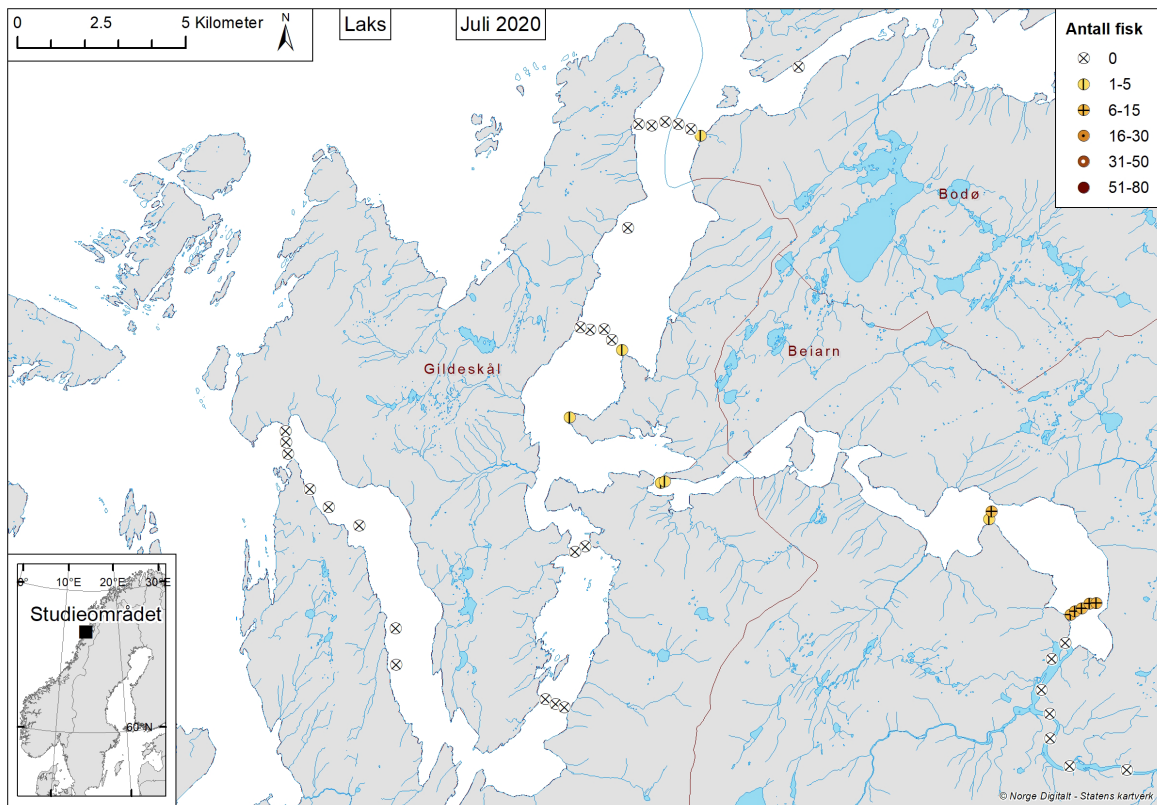 0 2.5 5 Kilometer
N
Laks
Juli 2020
Antall fisk
0
1-5
6-15
16-30
31-50
51-80
Bodø
Beiarn
Gildeskål
0° 10°E 20°E 30°E
Studieområdet
60°N
© Norge Digitalt - Statens kartverk